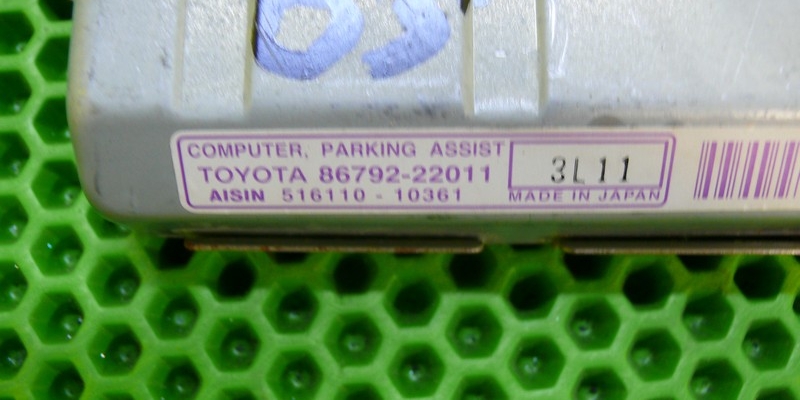 COMPUTER, PARKING ASSIST
TOYOTA 86792-22011
AISIN 516110 - 10361
3L11
MADE IN JAPAN